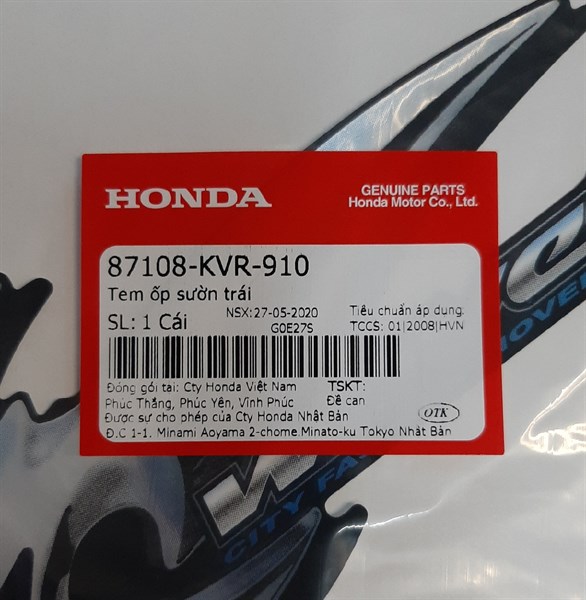 HONDA
GENUINE PARTS
Honda Motor Co., Ltd.
87108-KVR-910
Tem ốp sườn trái
SL: 1 Cái
NSX:27-05-2020
G0E27S
Tiêu chuẩn áp dụng:
TCCS: 01|2008|HVN
Đóng gói tại: Cty Honda Việt Nam
Phúc Thắng, Phúc Yên, Vĩnh Phúc
Được sự cho phép của Cty Honda Nhật Bản
Đ.C 1-1. Minami Aoyama 2-chome Minato-ku Tokyo Nhật Bản
TSKT:
Đề can
OTK
CITY FA
MOVER